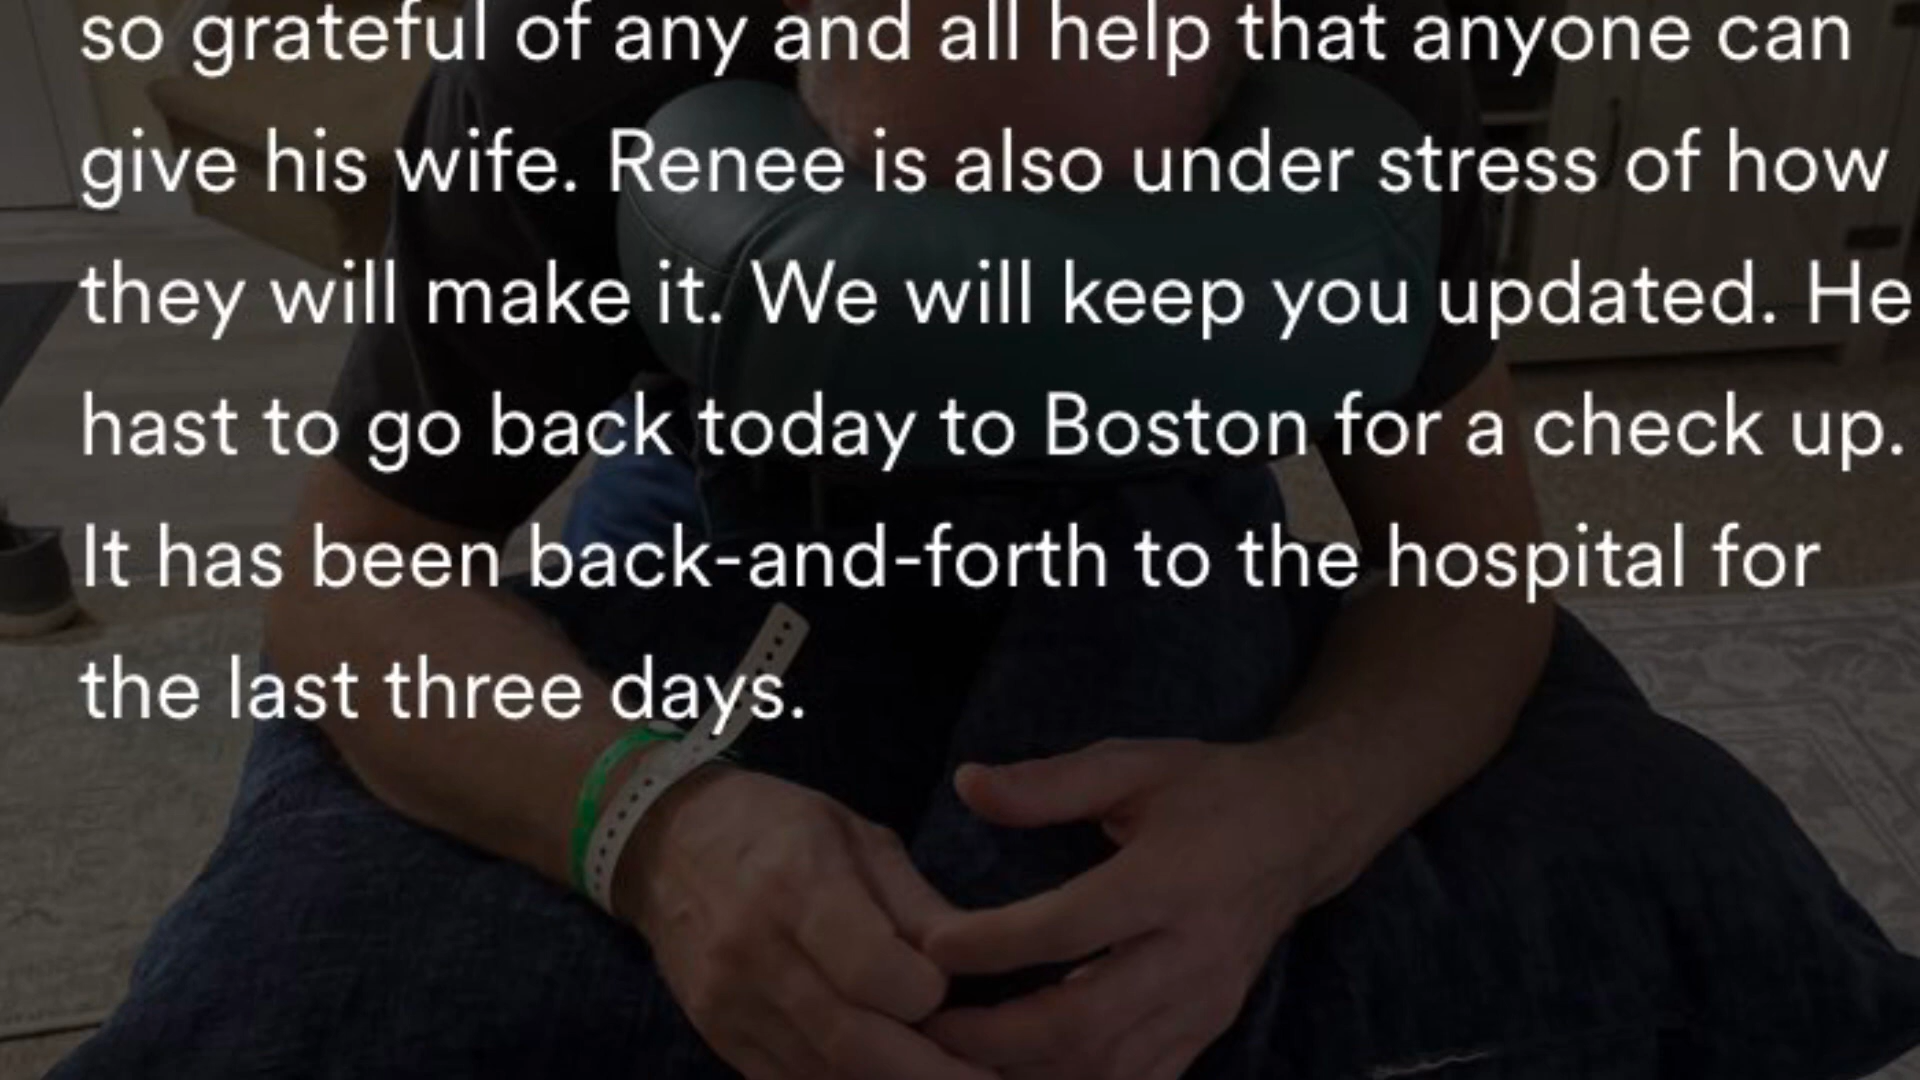 so grateful of any and all help that anyone can
give his wife. Renee is also under stress of how
they will make it. We will keep you updated. He
hast to go back today to Boston for a check up.
It has been back-and-forth to the hospital for
the last three days.